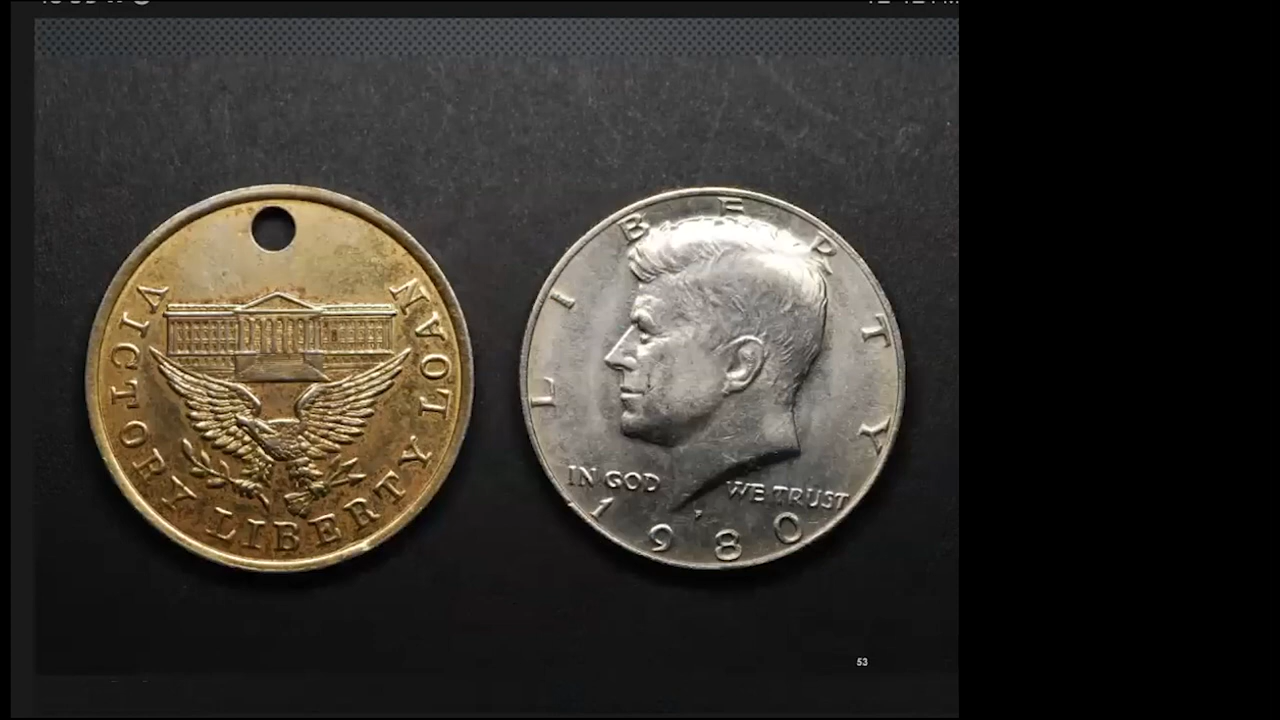 VICTORY LIBERTY LOAN
LIBERTY
IN GOD WE TRUST
1980
53